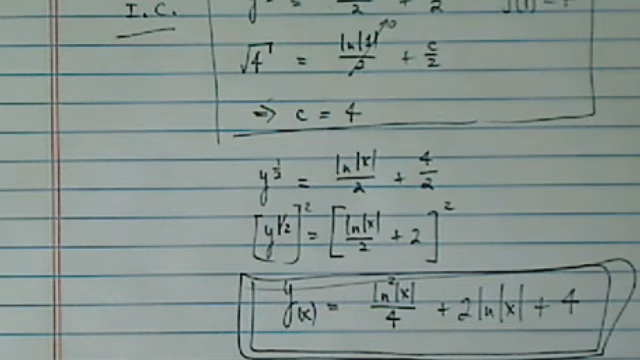 I.C.
√4 = ln|1|/2 → 0 + c/2
⇒ c = 4
y^½ = ln|x|/2 + 4/2
[y^1/2]^2 = [ln|x|/2 + 2]^2
y(x) = ln²|x|/4 + 2ln|x| + 4